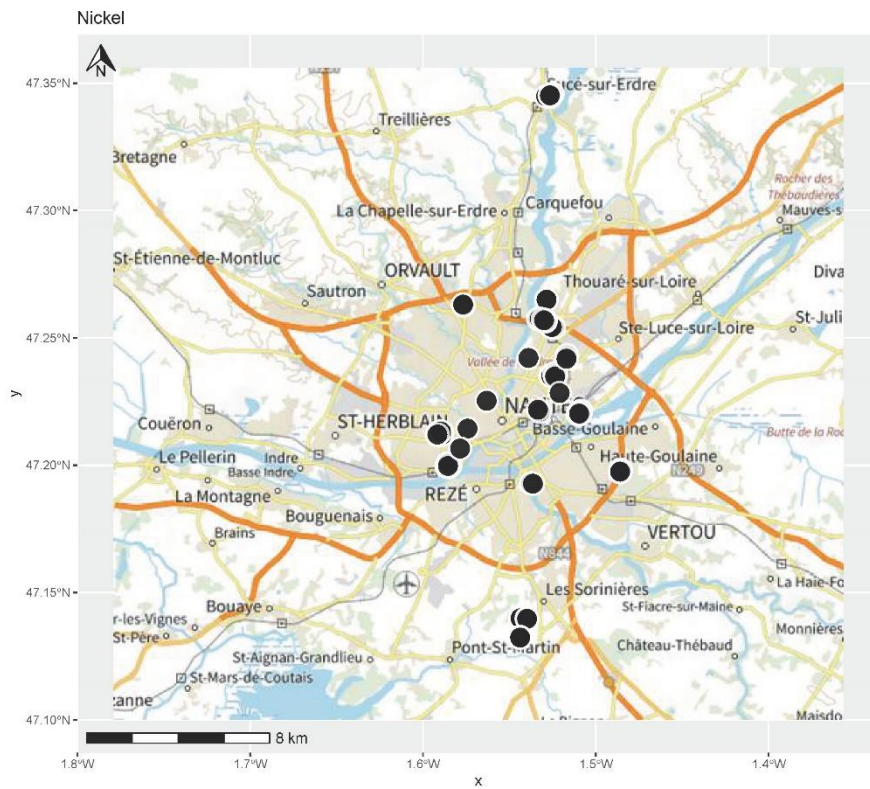 Nickel
N
47.35°N
Sucé-sur-Erdre
Treillières
Bretagne
Rocher des
Thébaudières
47.30°N
La Chapelle-sur-Erdre
Carquefou
Mauves-s
St-Étienne-de-Montluc
ORVAULT
Thouaré-sur-Loire
Diva
Sautron
St-Juli
47.25°N
Ste-Luce-sur-Loire
Vallée de
Couëron
ST-HERBLAIN
Basse-Goulaine
Butte de la Roc
47.20°N
Le Pellerin
Indre
Basse Indre
Haute-Goulaine
N249
La Montagne
REZÉ
Bouguenais
Brains
VERTOU
N844
47.15°N
La Haie-Fo
Les Sorinières
r-les-Vignes
Bouaye
St-Fiacre-sur-Maine
St-Père
Monnières
Pont-St-Martin
Château-Thébaud
St-Aignan-Grandlieu
St-Mars-de-Coutais
zanne
Maisdo
47.10°N
8 km
1.8°W
1.7°W
1.6°W
1.5°W
1.4°W
x
y